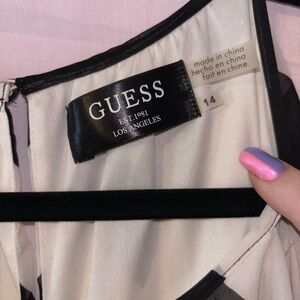 GUESS
EST.1981
LOS ANGELES
made in china
hecho en china
fait en chine
14